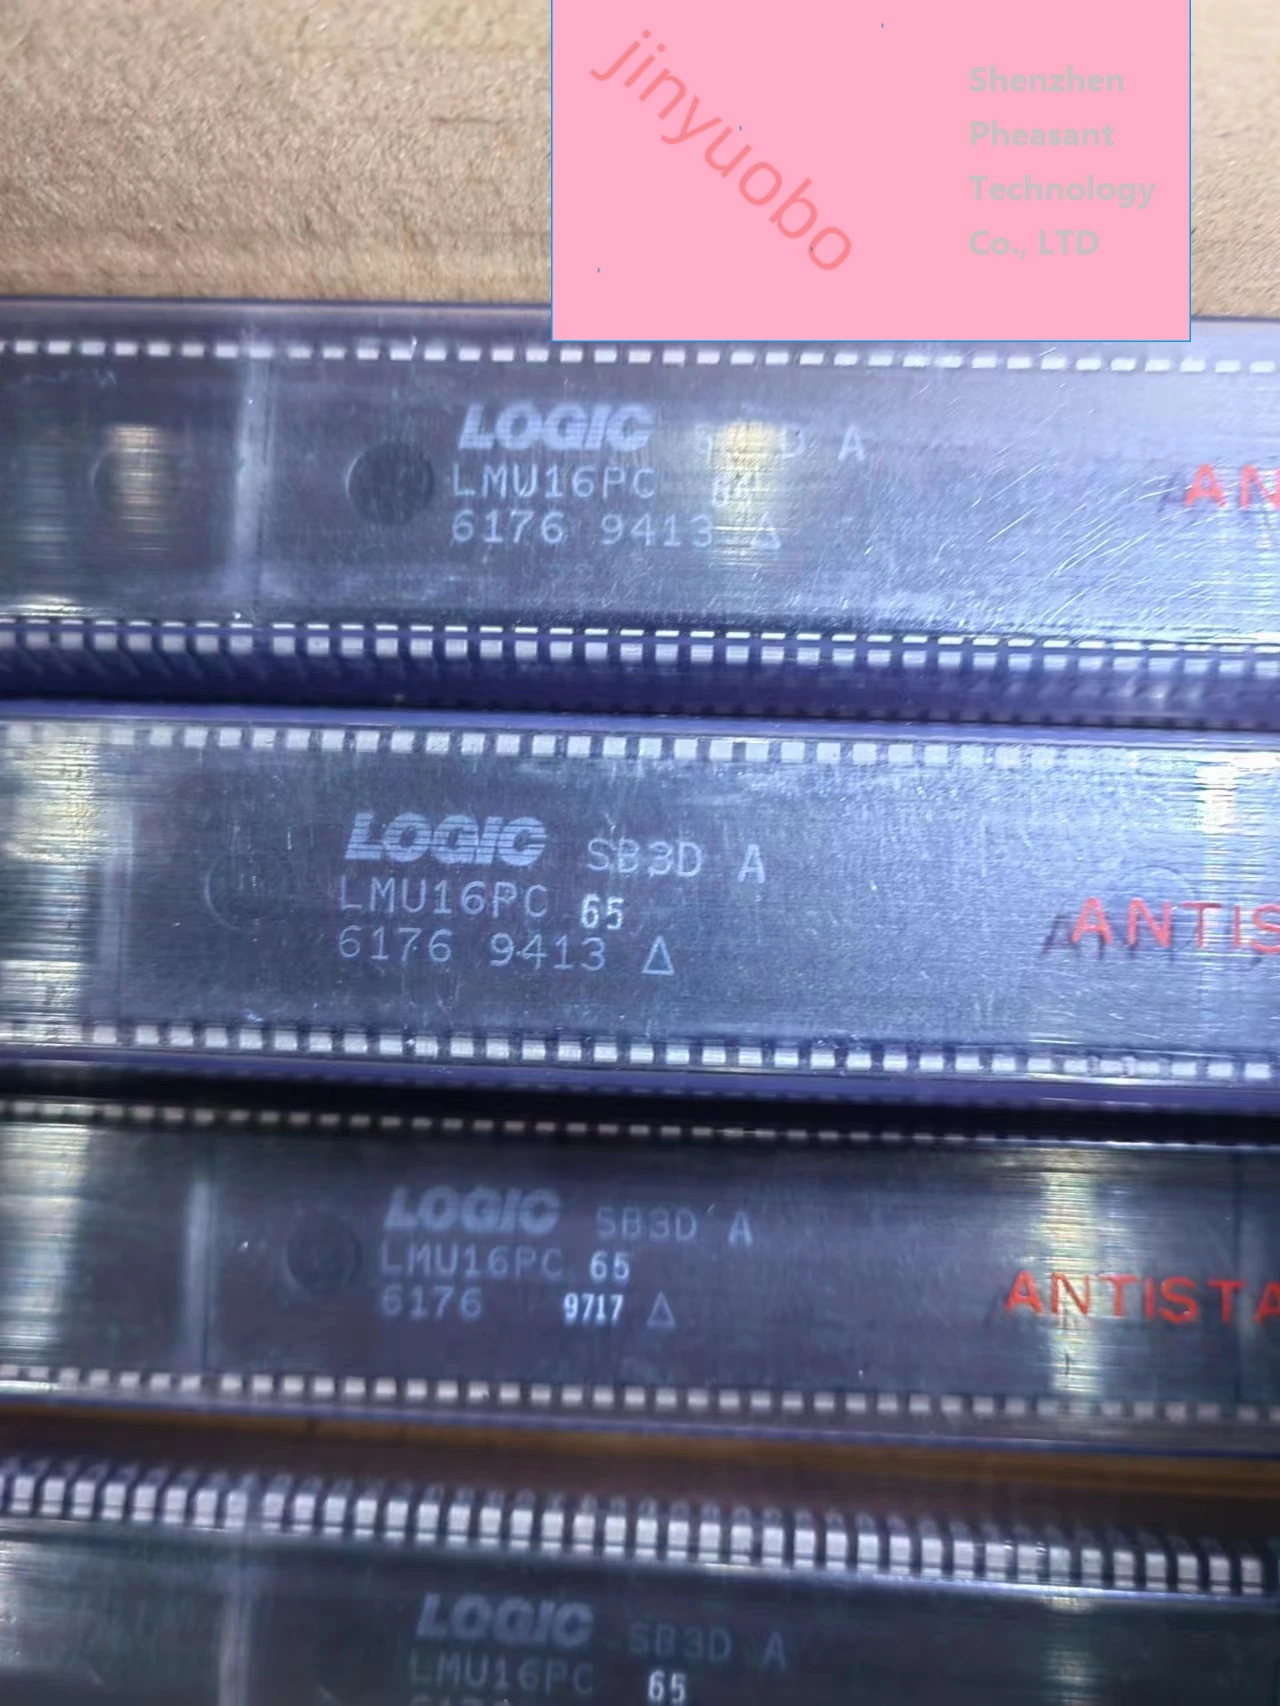 jinyuobo
Shenzhen
Pheasant
Technology
Co., LTD
LOGIC A
LMU16PC
6176 9413 Δ
AN
LOGIC SB3D A
LMU16PC 65
6176 9413 Δ
ANTIS
LOGIC SB3D A
LMU16PC 65
6176 9717 Δ
ANTISTA
LOGIC SB3D A
LMU16PC 65